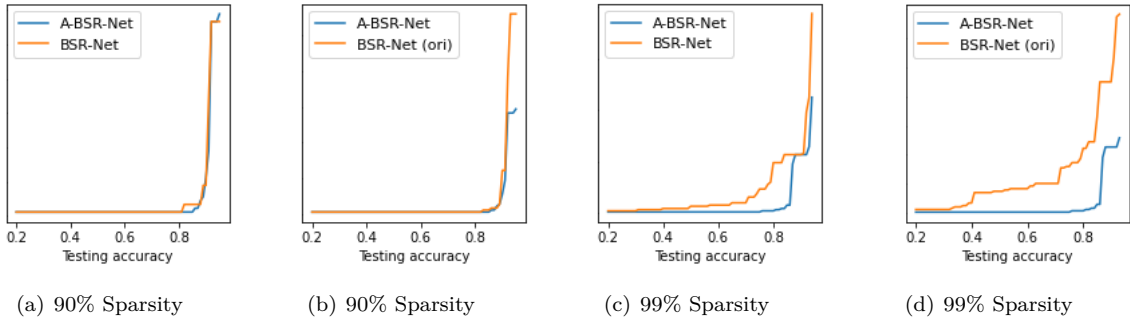 A-BSR-Net
BSR-Net
0.2 0.4 0.6 0.8
Testing accuracy
(a) 90% Sparsity
A-BSR-Net
BSR-Net (ori)
0.2 0.4 0.6 0.8
Testing accuracy
(b) 90% Sparsity
A-BSR-Net
BSR-Net
0.2 0.4 0.6 0.8
Testing accuracy
(c) 99% Sparsity
A-BSR-Net
BSR-Net (ori)
0.2 0.4 0.6 0.8
Testing accuracy
(d) 99% Sparsity